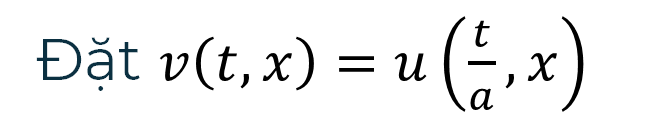 Đặt v(t, x) = u(t/a, x)